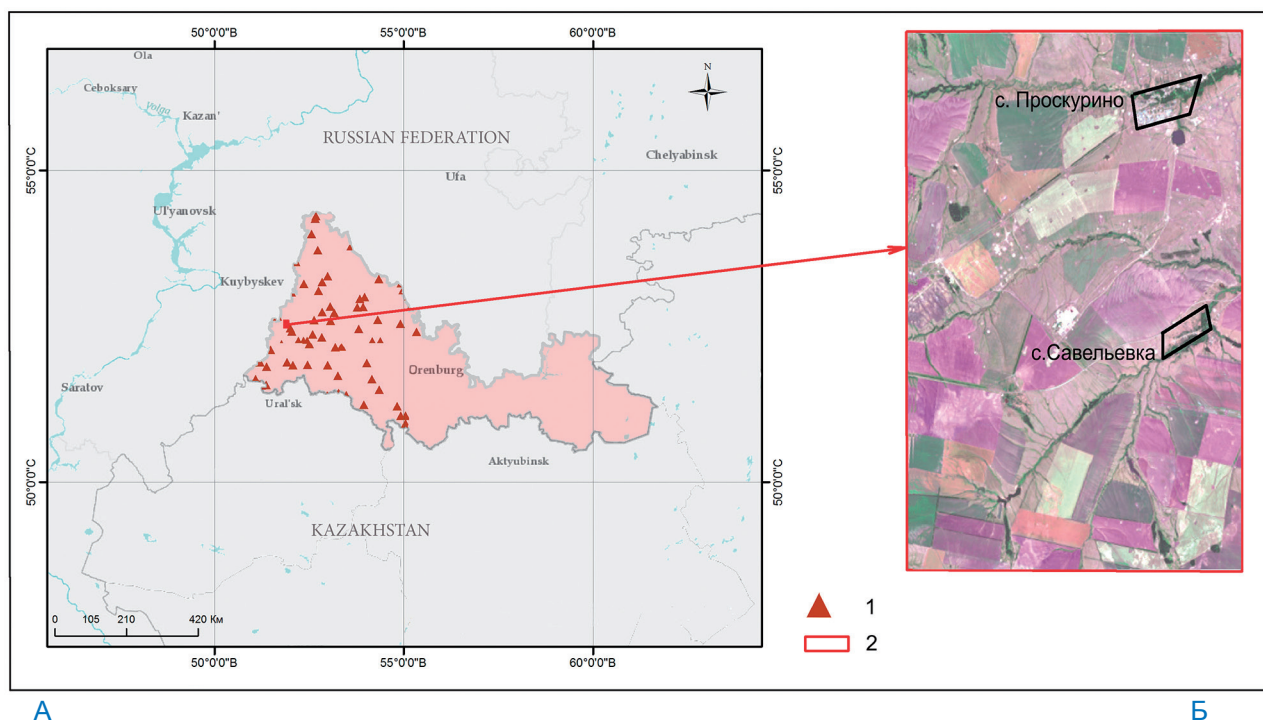 50°0'0"В
55°0'0"В
60°0'0"В
Ola
Ceboksary
Volga
Kazan'
N
RUSSIAN FEDERATION
Chelyabinsk
Ufa
55°0'0"С
55°0'0"С
Ul'yanovsk
Kuybyskev
Orenburg
Saratov
Ural'sk
Aktyubinsk
50°0'0"С
50°0'0"С
KAZAKHSTAN
0 105 210 420 Км
50°0'0"В
55°0'0"В
60°0'0"В
с. Проскурино
с.Савельевка
1
2
А
Б